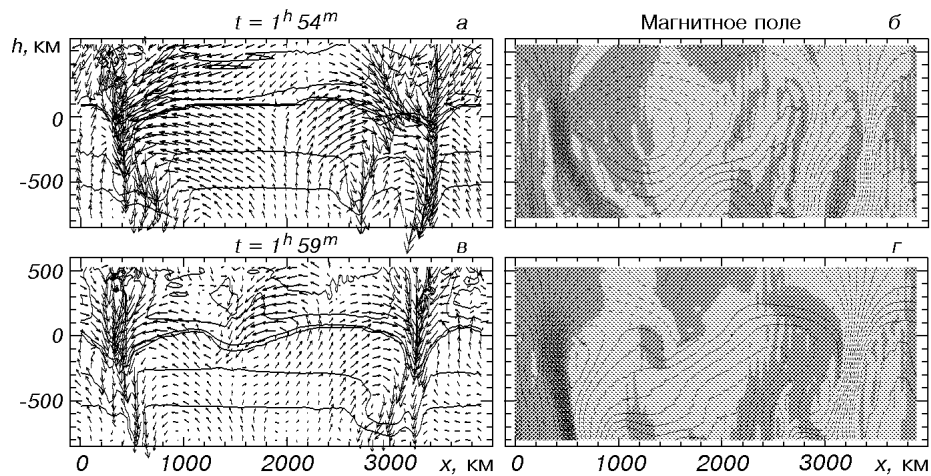 t = 1ʰ 54ᵐ а Магнитное поле б
h, км
0
-500
t = 1ʰ 59ᵐ в г
500
0
-500
0 1000 2000 3000 x, км 0 1000 2000 3000 x, км